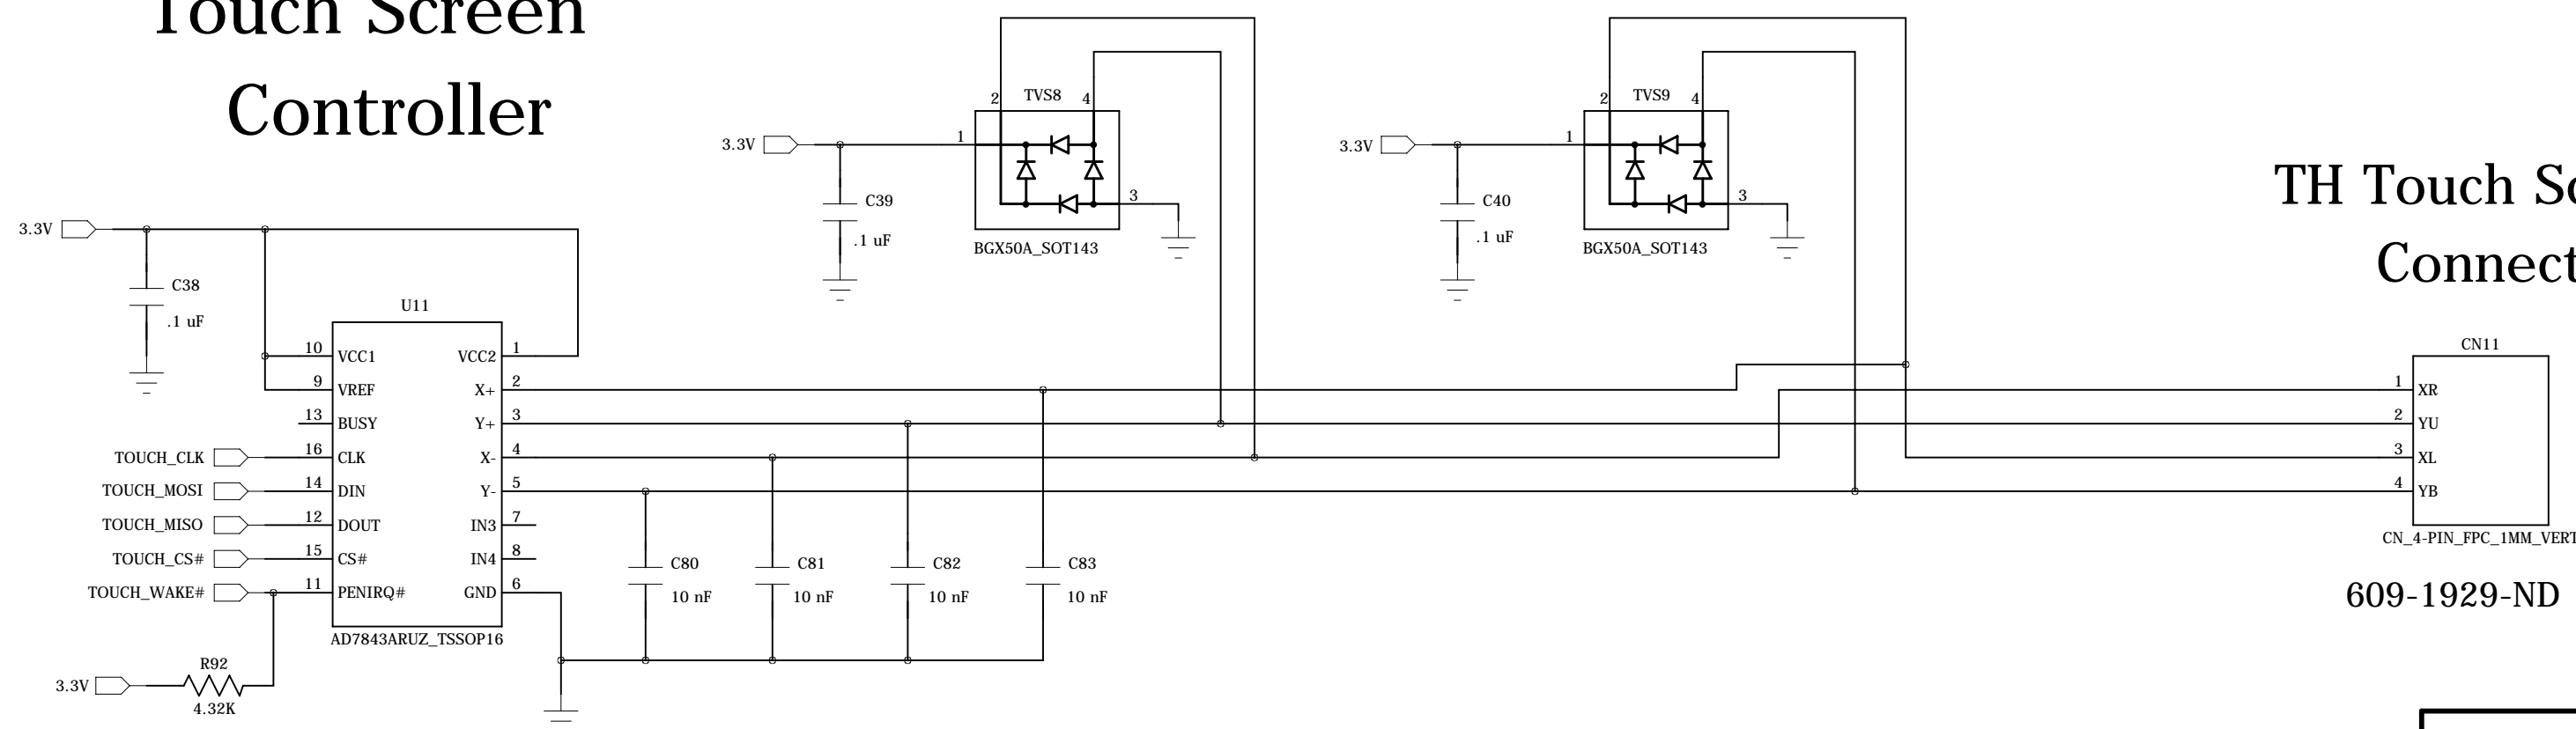 Touch Screen
Controller
3.3V
C38
.1 uF
U11
10 VCC1
9 VREF
13 BUSY
TOUCH_CLK 16 CLK
TOUCH_MOSI 14 DIN
TOUCH_MISO 12 DOUT
TOUCH_CS# 15 CS#
TOUCH_WAKE# 11 PENIRQ#
VCC2 1
X+ 2
Y+ 3
X- 4
Y- 5
IN3 7
IN4 8
GND 6
AD7843ARUZ_TSSOP16
R92
3.3V
4.32K
3.3V
C39
.1 uF
2 TVS8 4
1
3
BGX50A_SOT143
3.3V
C40
.1 uF
2 TVS9 4
1
3
BGX50A_SOT143
C80
10 nF
C81
10 nF
C82
10 nF
C83
10 nF
TH Touch Sc
Connect
CN11
1 XR
2 YU
3 XL
4 YB
CN_4-PIN_FPC_1MM_VERT
609-1929-ND